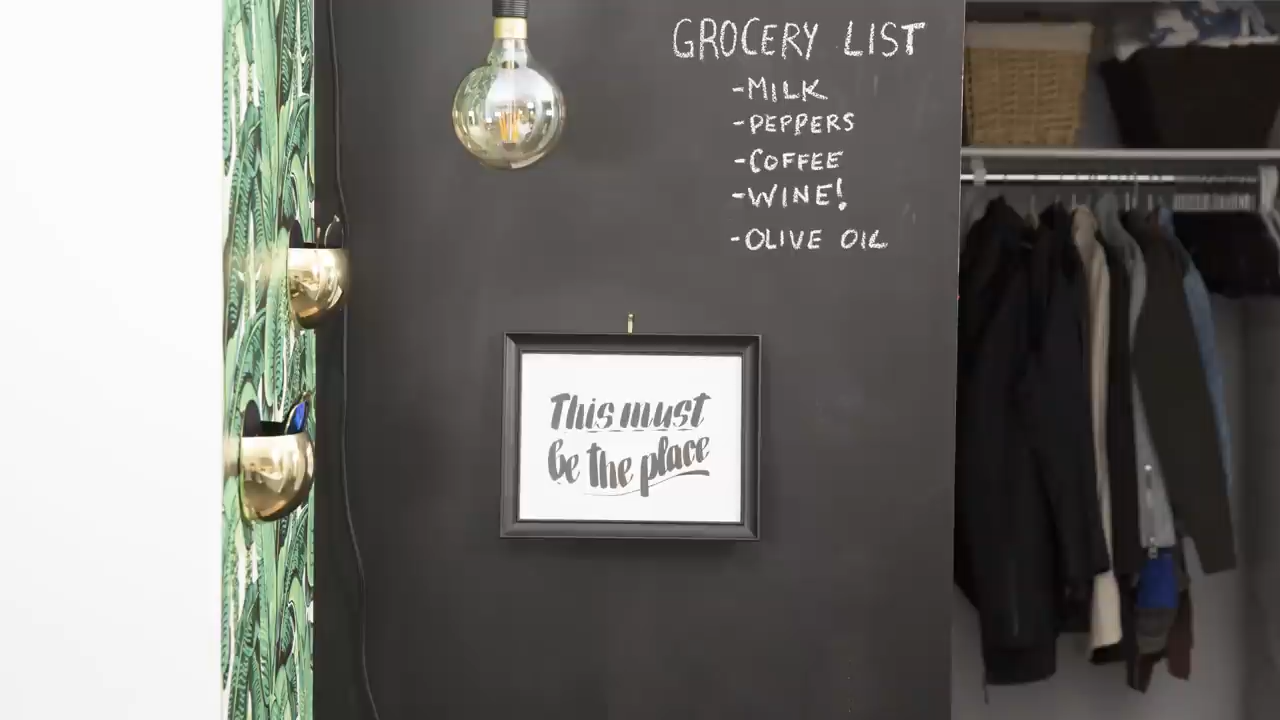 GROCERY LIST
-MILK
-PEPPERS
-COFFEE
-WINE!
-OLIVE OIL
This must
be the place